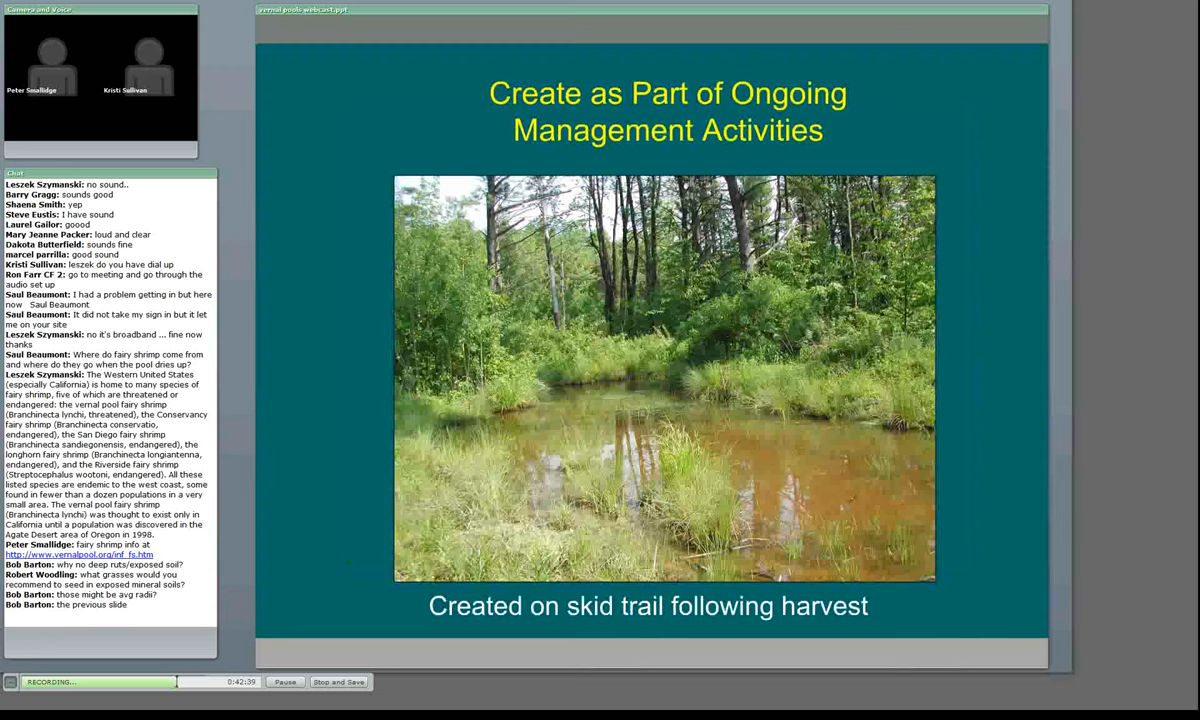 Camera and Voice
Peter Smallidge
Kristi Sullivan
Chat
Leszek Szymanski: no sound..
Barry Gragg: sounds good
Shaena Smith: yep
Steve Eustis: I have sound
Laurel Gailor: goood
Mary Jeanne Packer: loud and clear
Dakota Butterfield: sounds fine
marcel parrilla: good sound
Kristi Sullivan: leszek do you have dial up
Ron Farr CF 2: go to meeting and go through the
audio set up
Saul Beaumont: I had a problem getting in but here
now Saul Beaumont
Saul Beaumont: It did not take my sign in but it let
me on your site
Leszek Szymanski: no it's broadband ... fine now
thanks
Saul Beaumont: Where do fairy shrimp come from
and where do they go when the pool dries up?
Leszek Szymanski: The Western United States
(especially California) is home to many species of
fairy shrimp, five of which are threatened or
endangered: the vernal pool fairy shrimp
(Branchinecta lynchi, threatened), the Conservancy
fairy shrimp (Branchinecta conservatio,
endangered), the San Diego fairy shrimp
(Branchinecta sandiegonensis, endangered), the
longhorn fairy shrimp (Branchinecta longiantenna,
endangered), and the Riverside fairy shrimp
(Streptocephalus wootoni, endangered). All these
listed species are endemic to the west coast, some
found in fewer than a dozen populations in a very
small area. The vernal pool fairy shrimp
(Branchinecta lynchi) was thought to exist only in
California until a population was discovered in the
Agate Desert area of Oregon in 1998.
Peter Smallidge: fairy shrimp info at
http://www.vernalpool.org/inf_fs.htm
Bob Barton: why no deep ruts/exposed soil?
Robert Woodling: what grasses would you
recommend to seed in exposed mineral soils?
Bob Barton: those might be avg radii?
Bob Barton: the previous slide
RECORDING...
0:42:39
Pause
Stop and Save
vernal pools webcast.ppt
Create as Part of Ongoing
Management Activities
Created on skid trail following harvest